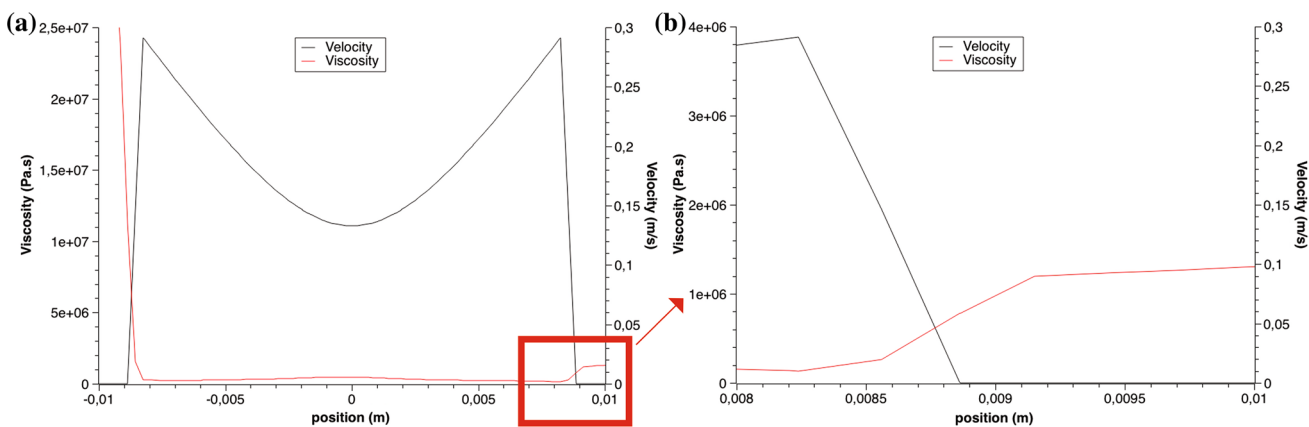 (a)
2,5e+07
2e+07
1,5e+07
1e+07
5e+06
0
Viscosity (Pa.s)
Velocity
Viscosity
0,3
0,25
0,2
0,15
0,1
0,05
0
Velocity (m/s)
-0,01
-0,005
0
0,005
0,01
position (m)
(b)
4e+06
3e+06
2e+06
1e+06
0
Viscosity (Pa.s)
Velocity
Viscosity
0,3
0,25
0,2
0,15
0,1
0,05
0
Velocity (m/s)
0,008
0,0085
0,009
0,0095
0,01
position (m)